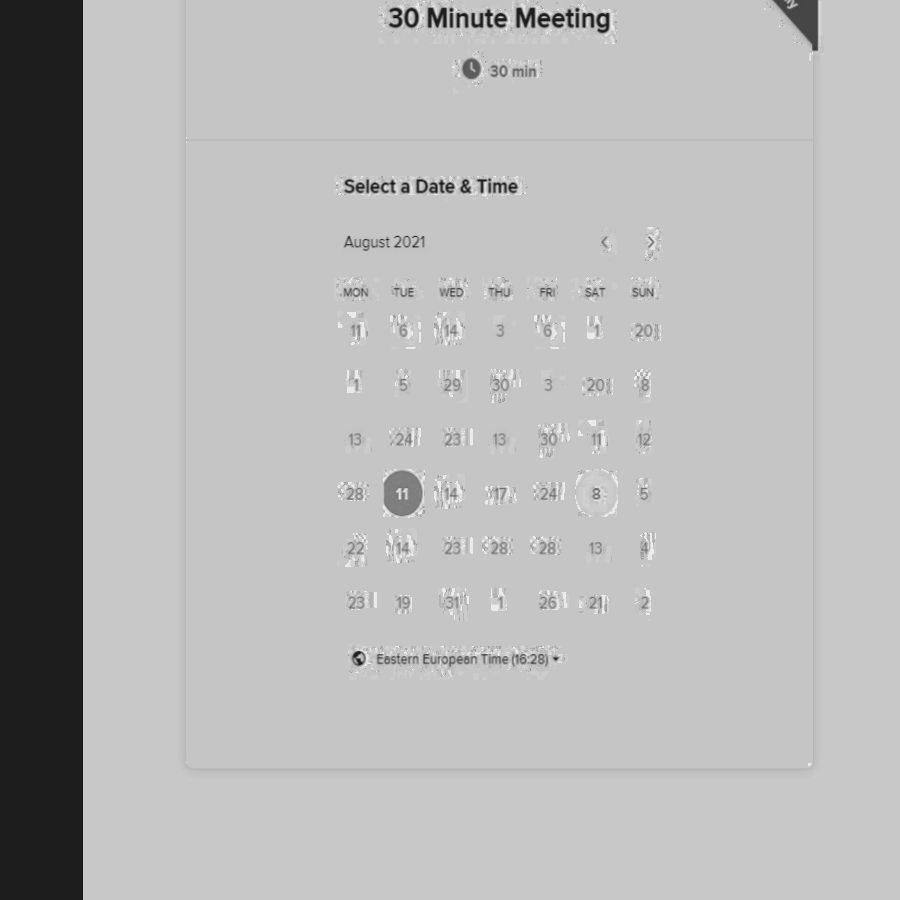 30 Minute Meeting
30 min
Select a Date & Time
August 2021
MON TUE WED THU FRI SAT SUN
11 6 14 3 6 1 20
1 5 29 30 3 20 8
13 24 23 13 30 11 12
28 11 14 17 24 8 5
22 14 23 28 28 13 4
23 19 31 1 26 21 2
Eastern European Time (16:28)